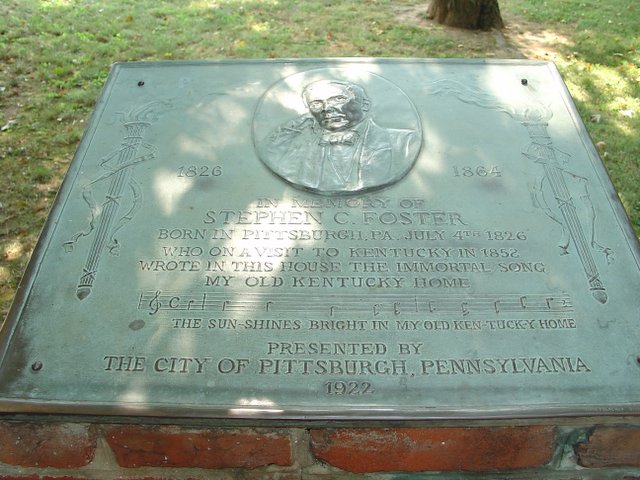 1826 1864
IN MEMORY OF
STEPHEN C. FOSTER
BORN IN PITTSBURGH, PA. JULY 4TH 1826
WHO ON A VISIT TO KENTUCKY IN 1852
WROTE IN THIS HOUSE THE IMMORTAL SONG
MY OLD KENTUCKY HOME
THE SUN-SHINES BRIGHT IN MY OLD KEN-TUCK-Y HOME
PRESENTED BY
THE CITY OF PITTSBURGH, PENNSYLVANIA
1922